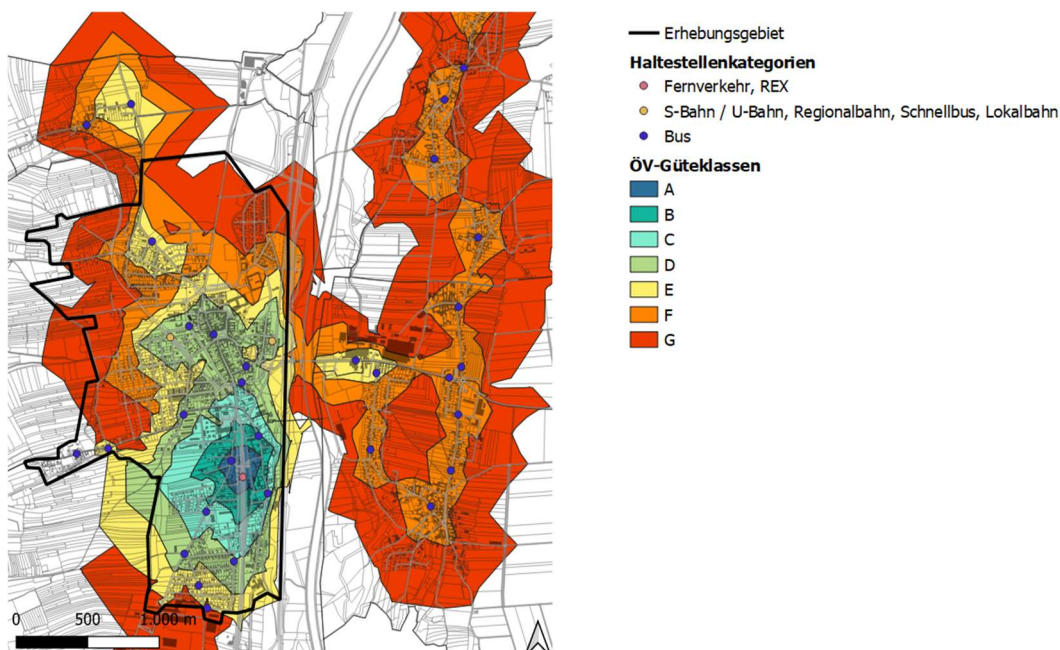 Erhebungsgebiet
Haltestellenkategorien
Fernverkehr, REX
S-Bahn / U-Bahn, Regionalbahn, Schnellbus, Lokalbahn
Bus
ÖV-Güteklassen
A
B
C
D
E
F
G
0 500 1.000 m